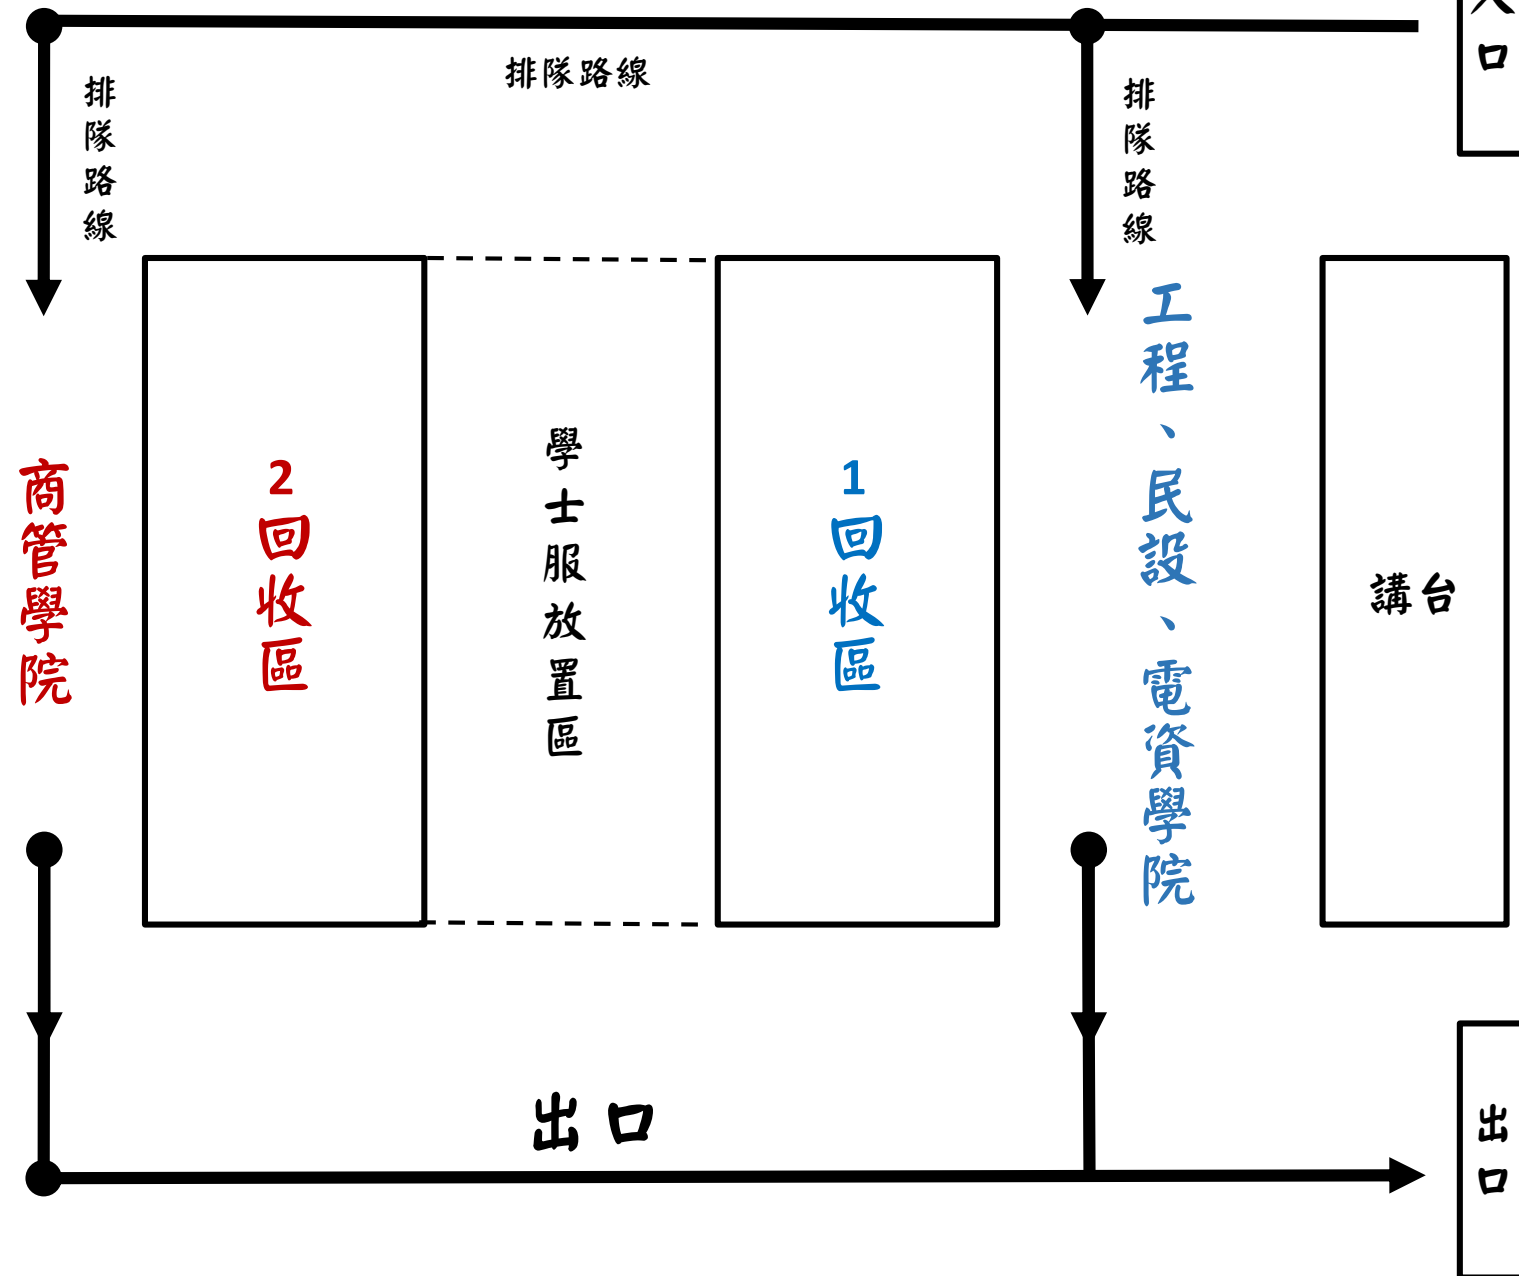 入口
排隊路線
排隊路線
排隊路線
工程、民設、電資學院
講台
1回收區
學士服放置區
2回收區
商管學院
出口
出口